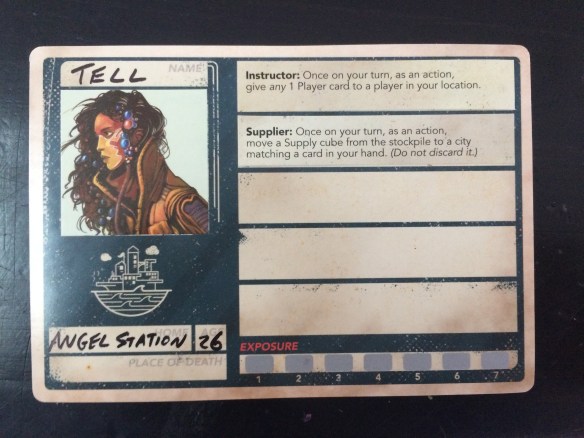 TELL
NAME
Instructor: Once on your turn, as an action,
give any 1 Player card to a player in your location.
Supplier: Once on your turn, as an action,
move a Supply cube from the stockpile to a city
matching a card in your hand. (Do not discard it.)
HOME AGE
ANGEL STATION 26
PLACE OF DEATH
EXPOSURE
1 2 3 4 5 6 7